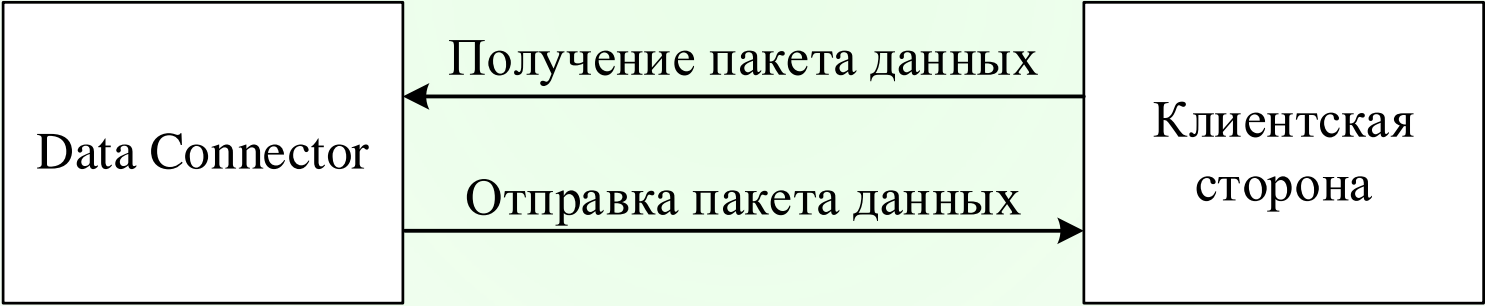 Получение пакета данных
Data Connector
Клиентская
сторона
Отправка пакета данных